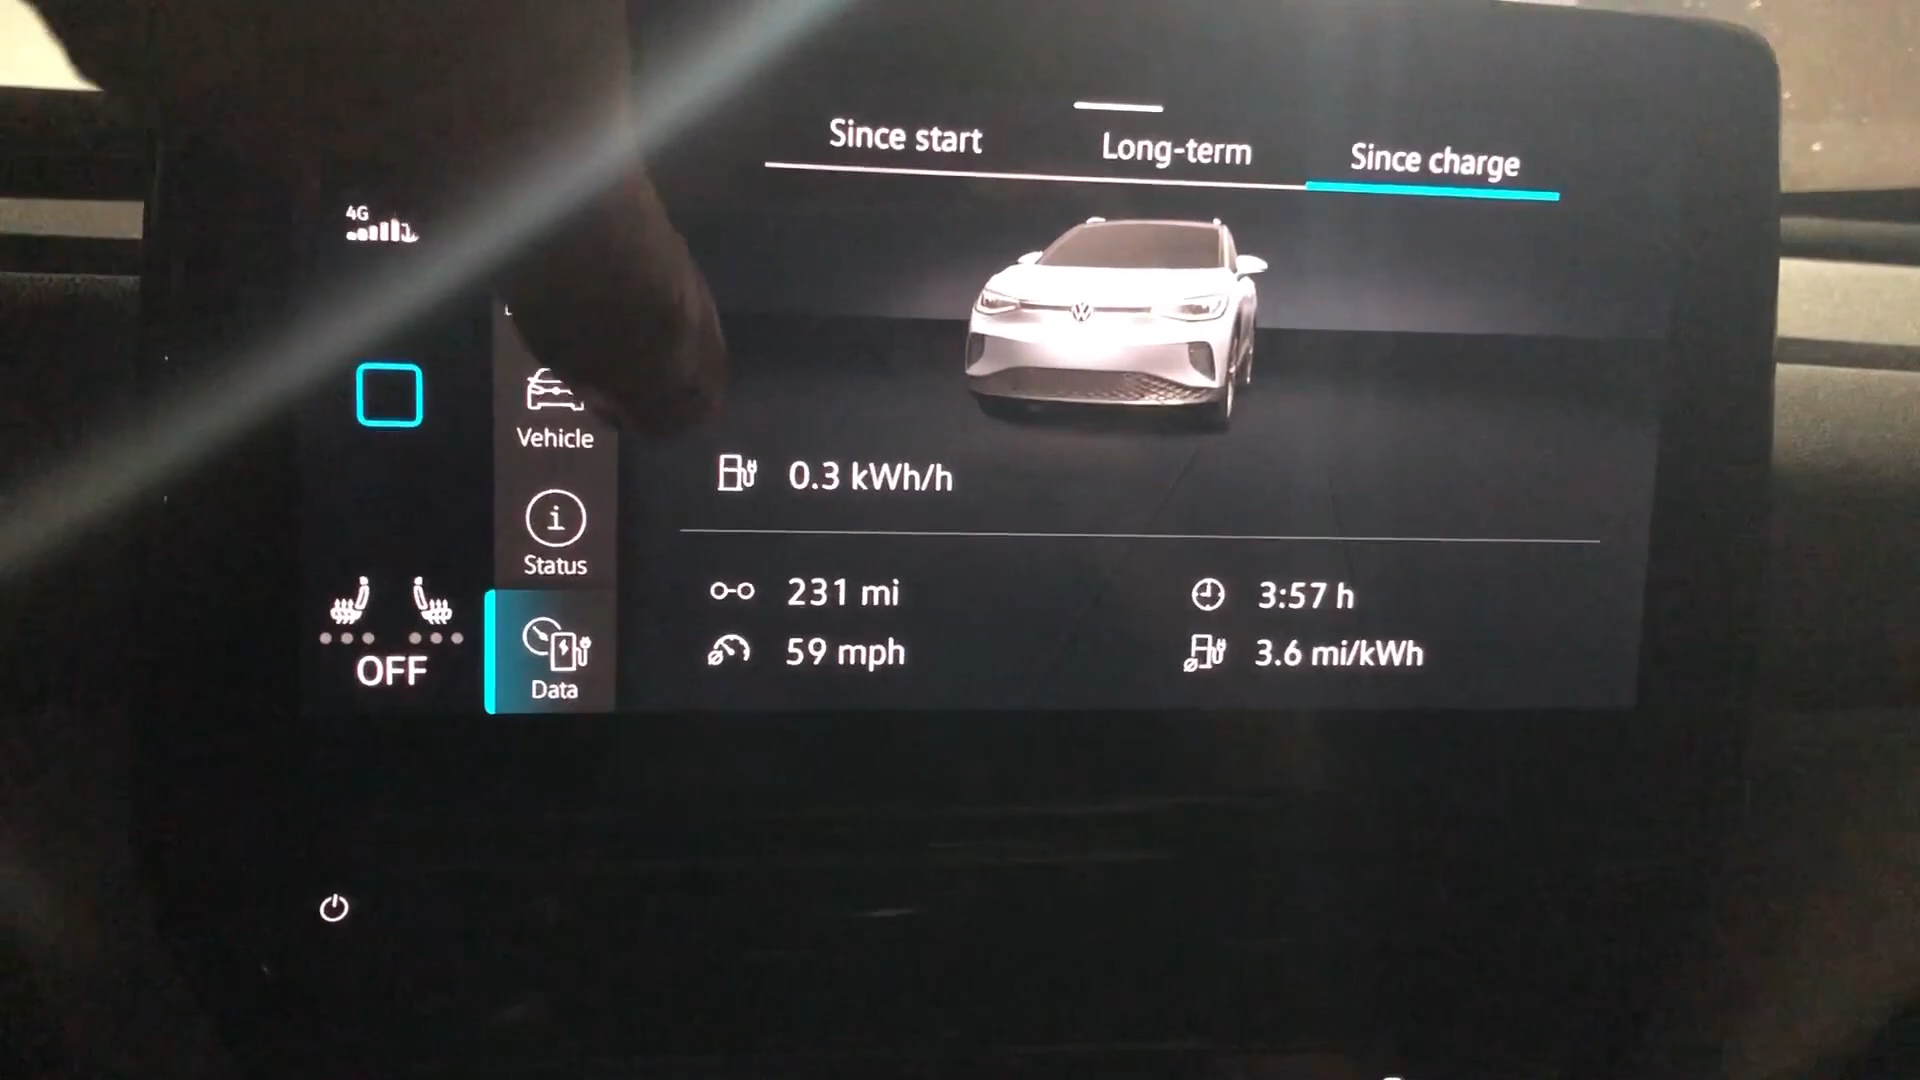 Since start
Long-term
Since charge
4G
Vehicle
0.3 kWh/h
Status
231 mi
3:57 h
59 mph
3.6 mi/kWh
OFF
Data